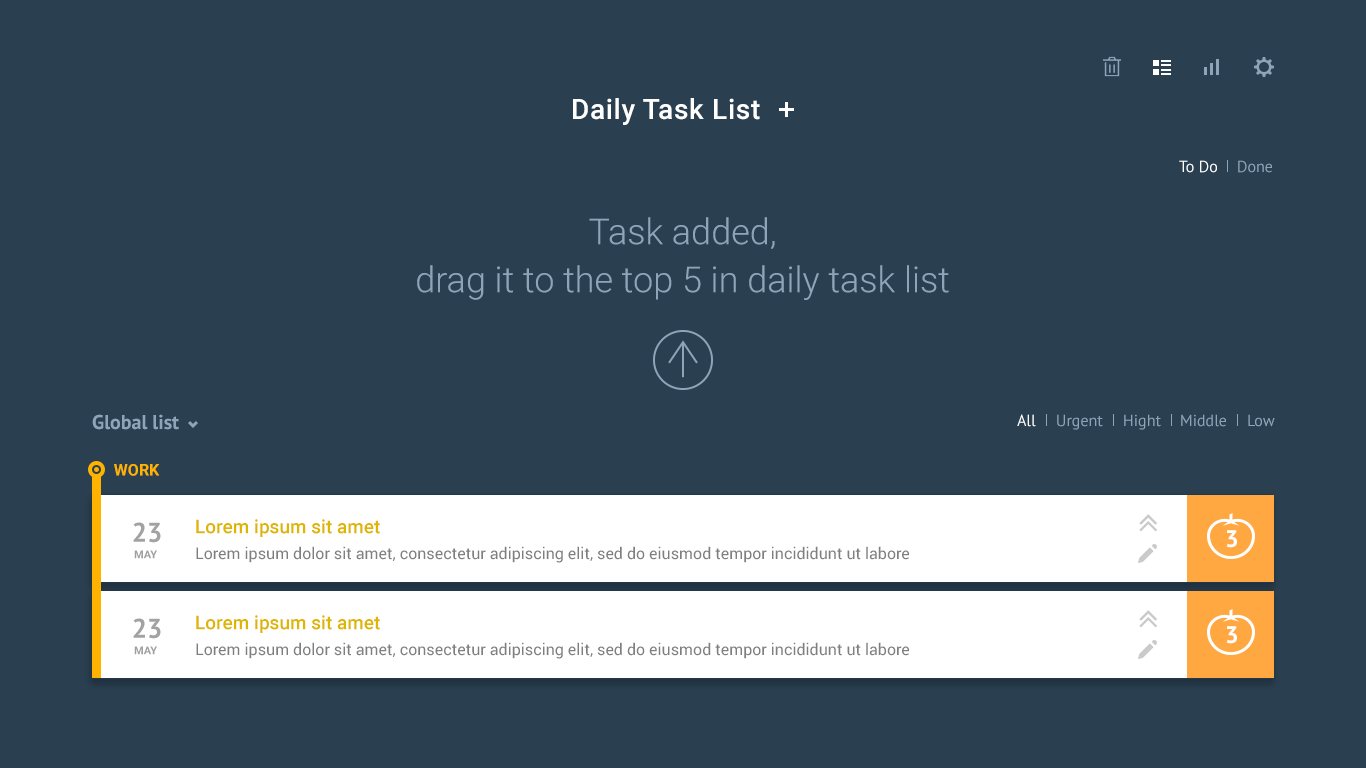 Daily Task List +
To Do | Done
Task added,
drag it to the top 5 in daily task list
Global list
All | Urgent | Hight | Middle | Low
WORK
23
MAY
Lorem ipsum sit amet
Lorem ipsum dolor sit amet, consectetur adipiscing elit, sed do eiusmod tempor incididunt ut labore
3
23
MAY
Lorem ipsum sit amet
Lorem ipsum dolor sit amet, consectetur adipiscing elit, sed do eiusmod tempor incididunt ut labore
3